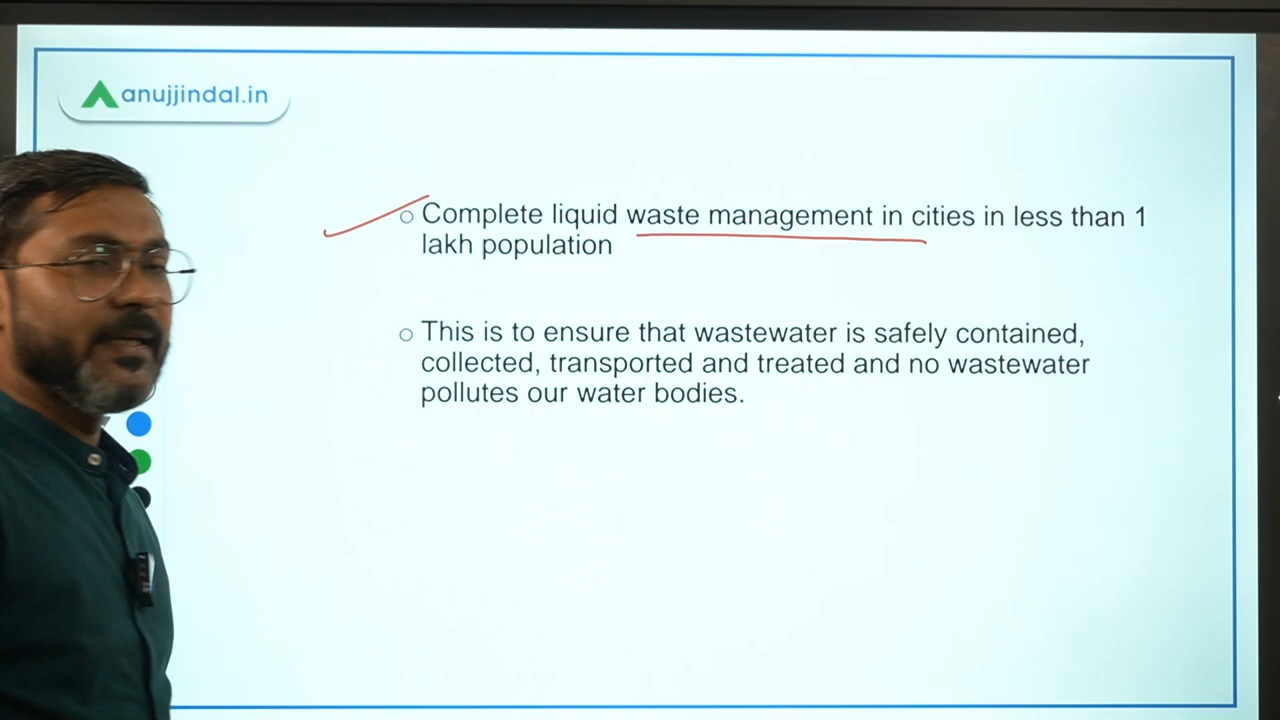 anujjindal.in
○ Complete liquid waste management in cities in less than 1
lakh population
○ This is to ensure that wastewater is safely contained,
collected, transported and treated and no wastewater
pollutes our water bodies.